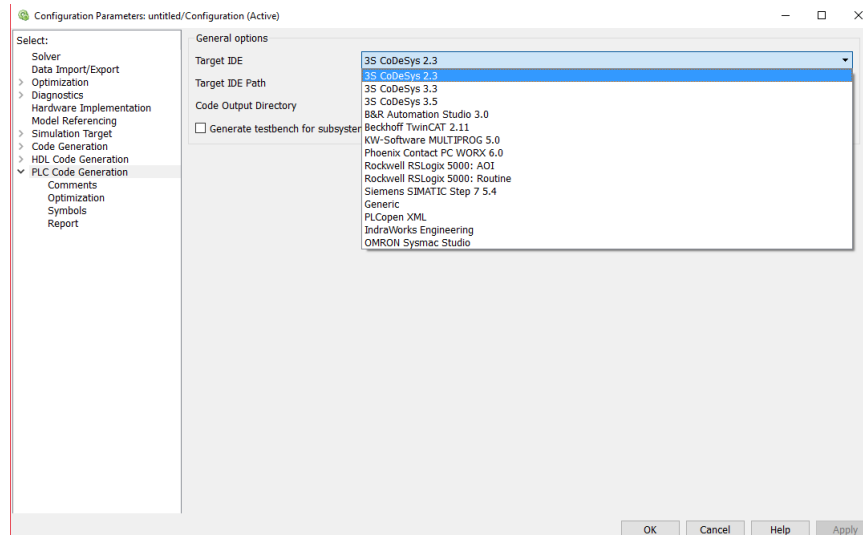 Configuration Parameters: untitled/Configuration (Active)
Select:
Solver
Data Import/Export
Optimization
Diagnostics
Hardware Implementation
Model Referencing
Simulation Target
Code Generation
HDL Code Generation
PLC Code Generation
Comments
Optimization
Symbols
Report
General options
Target IDE
3S CoDeSys 2.3
3S CoDeSys 2.3
3S CoDeSys 3.3
3S CoDeSys 3.5
B&R Automation Studio 3.0
Beckhoff TwinCAT 2.11
KW-Software MULTIPROG 5.0
Phoenix Contact PC WORX 6.0
Rockwell RSLogix 5000: AOI
Rockwell RSLogix 5000: Routine
Siemens SIMATIC Step 7 5.4
Generic
PLCopen XML
IndraWorks Engineering
OMRON Sysmac Studio
Target IDE Path
Code Output Directory
Generate testbench for subsyster
OK Cancel Help Apply